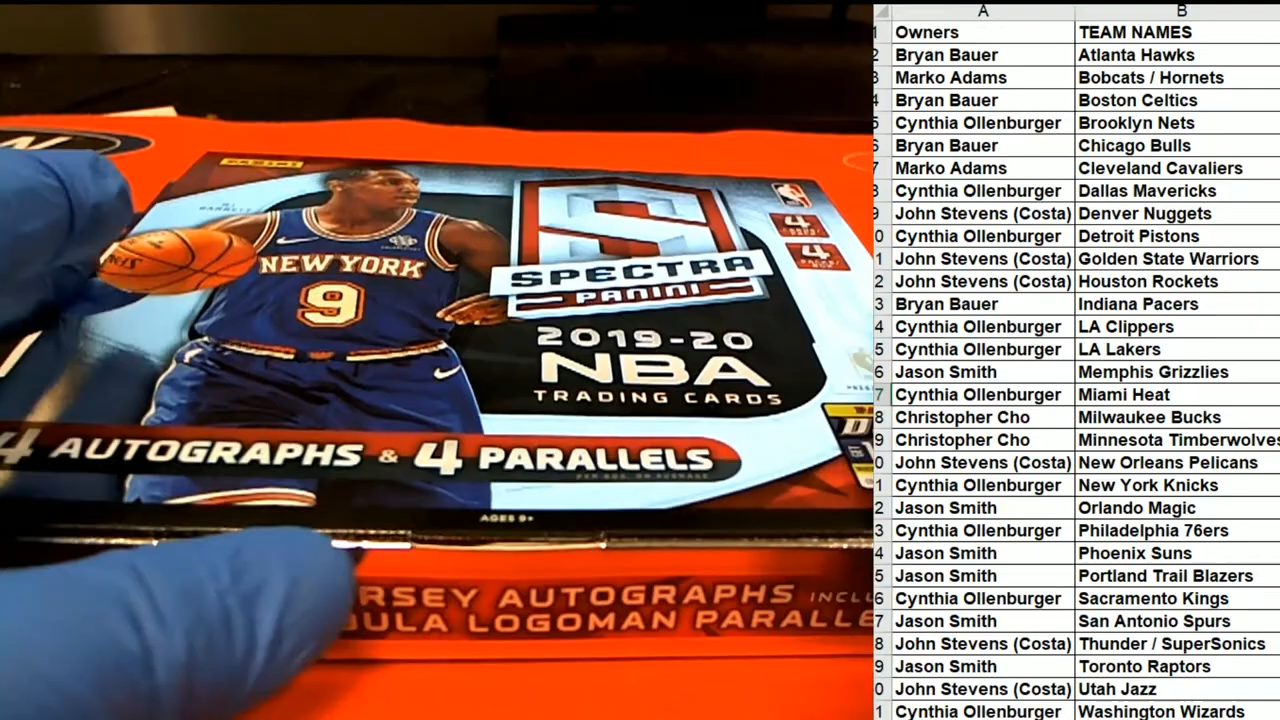 PANINI
RJ BARRETT
NEW YORK
9
S
SPECTRA
PANINI
2019-20
NBA
TRADING CARDS
4
4
4 AUTOGRAPHS & 4 PARALLELS
AGES 9+
RSEY AUTOGRAPHS INCL
ULA LOGOMAN PARALLE
A B
Owners TEAM NAMES
Bryan Bauer Atlanta Hawks
Marko Adams Bobcats / Hornets
Bryan Bauer Boston Celtics
Cynthia Ollenburger Brooklyn Nets
Bryan Bauer Chicago Bulls
Marko Adams Cleveland Cavaliers
Cynthia Ollenburger Dallas Mavericks
John Stevens (Costa) Denver Nuggets
Cynthia Ollenburger Detroit Pistons
John Stevens (Costa) Golden State Warriors
John Stevens (Costa) Houston Rockets
Bryan Bauer Indiana Pacers
Cynthia Ollenburger LA Clippers
Cynthia Ollenburger LA Lakers
Jason Smith Memphis Grizzlies
Cynthia Ollenburger Miami Heat
Christopher Cho Milwaukee Bucks
Christopher Cho Minnesota Timberwolves
John Stevens (Costa) New Orleans Pelicans
Cynthia Ollenburger New York Knicks
Jason Smith Orlando Magic
Cynthia Ollenburger Philadelphia 76ers
Jason Smith Phoenix Suns
Jason Smith Portland Trail Blazers
Cynthia Ollenburger Sacramento Kings
Jason Smith San Antonio Spurs
John Stevens (Costa) Thunder / SuperSonics
Jason Smith Toronto Raptors
John Stevens (Costa) Utah Jazz
Cynthia Ollenburger Washington Wizards